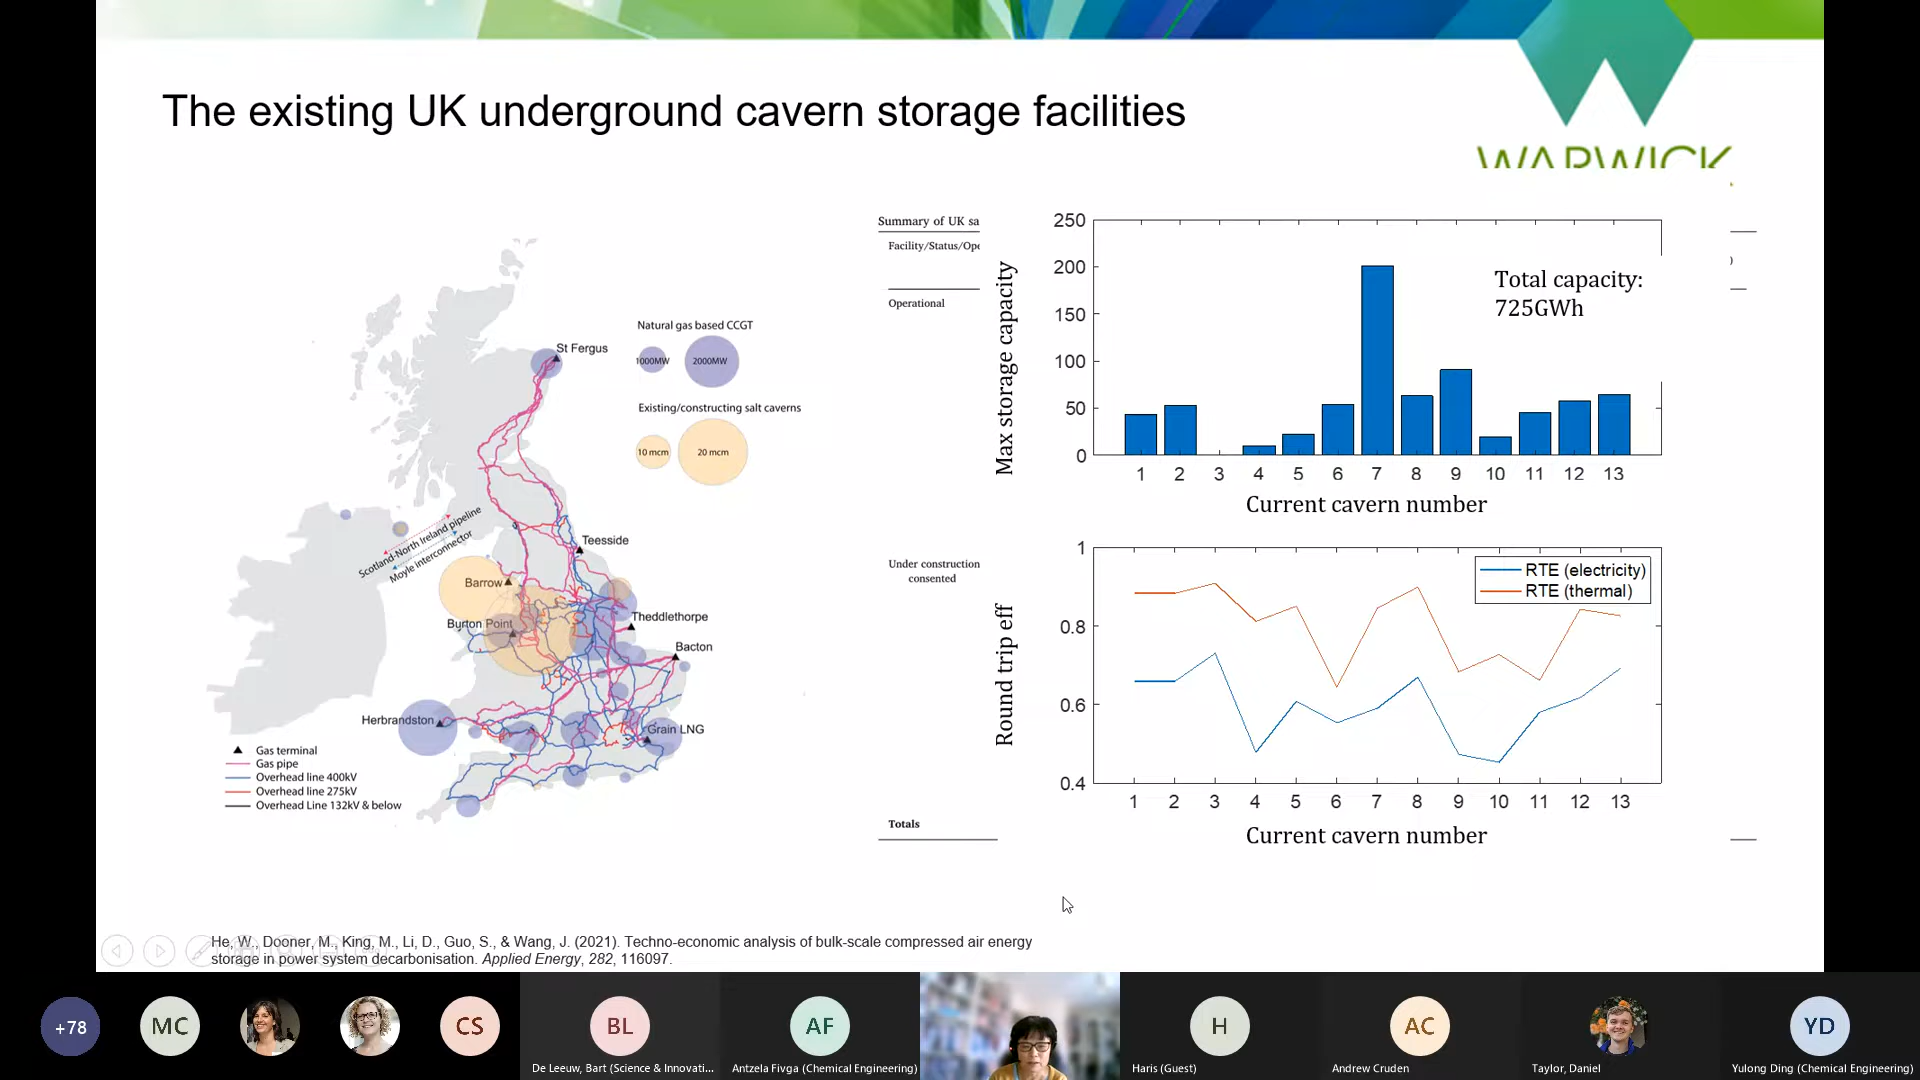 The existing UK underground cavern storage facilities
WARWICK
St Fergus
Natural gas based CCGT
1000MW
2000MW
Existing/constructing salt caverns
10 mcm
20 mcm
Scotland-North Ireland pipeline
Moyle interconnector
Teesside
Barrow
Burton Point
Theddlethorpe
Bacton
Herbrandston
Grain LNG
Gas terminal
Gas pipe
Overhead line 400kV
Overhead line 275kV
Overhead Line 132kV & below
Summary of UK sa
Facility/Status/Ope
Operational
Under construction
consented
Totals
Max storage capacity
250
200
150
100
50
0
Total capacity:
725GWh
1 2 3 4 5 6 7 8 9 10 11 12 13
Current cavern number
Round trip eff
1
0.8
0.6
0.4
RTE (electricity)
RTE (thermal)
1 2 3 4 5 6 7 8 9 10 11 12 13
Current cavern number
He, W., Dooner, M., King, M., Li, D., Guo, S., & Wang, J. (2021). Techno-economic analysis of bulk-scale compressed air energy
storage in power system decarbonisation. Applied Energy, 282, 116097.
+78
MC
CS
BL
De Leeuw, Bart (Science & Innovati...
AF
Antzela Fivga (Chemical Engineering)
H
Haris (Guest)
AC
Andrew Cruden
Taylor, Daniel
YD
Yulong Ding (Chemical Engineering)